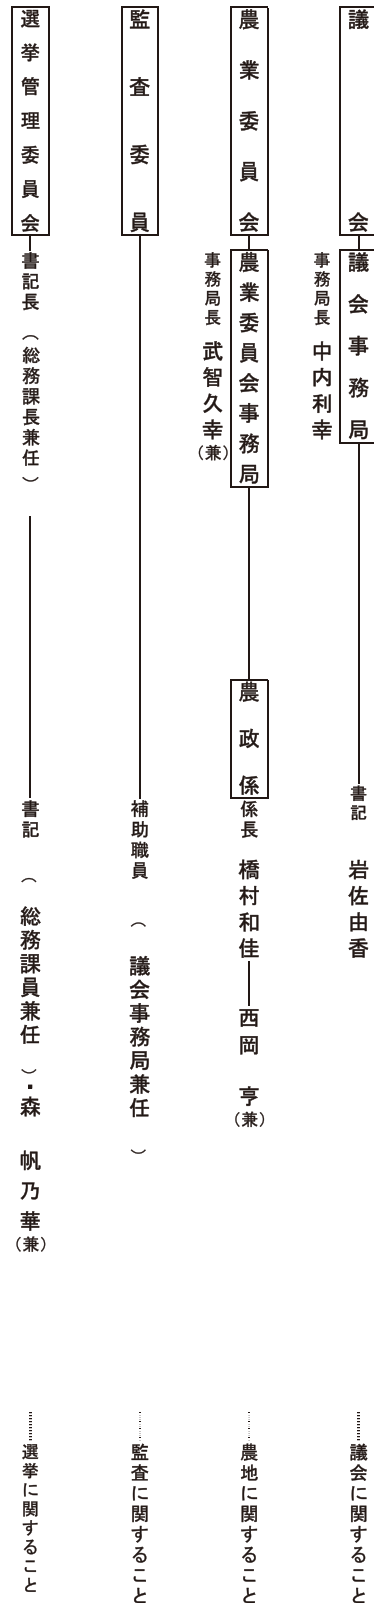 議会
議会事務局
事務局長 中内利幸
書記 岩佐由香
議会に関すること
農業委員会
農業委員会事務局
事務局長 武智久幸（兼）
農政係
係長 橋村和佳
西岡 亨（兼）
農地に関すること
監査委員
補助職員（議会事務局兼任）
監査に関すること
選挙管理委員会
書記長（総務課長兼任）
書記（総務課員兼任）・森 帆乃華（兼）
選挙に関すること